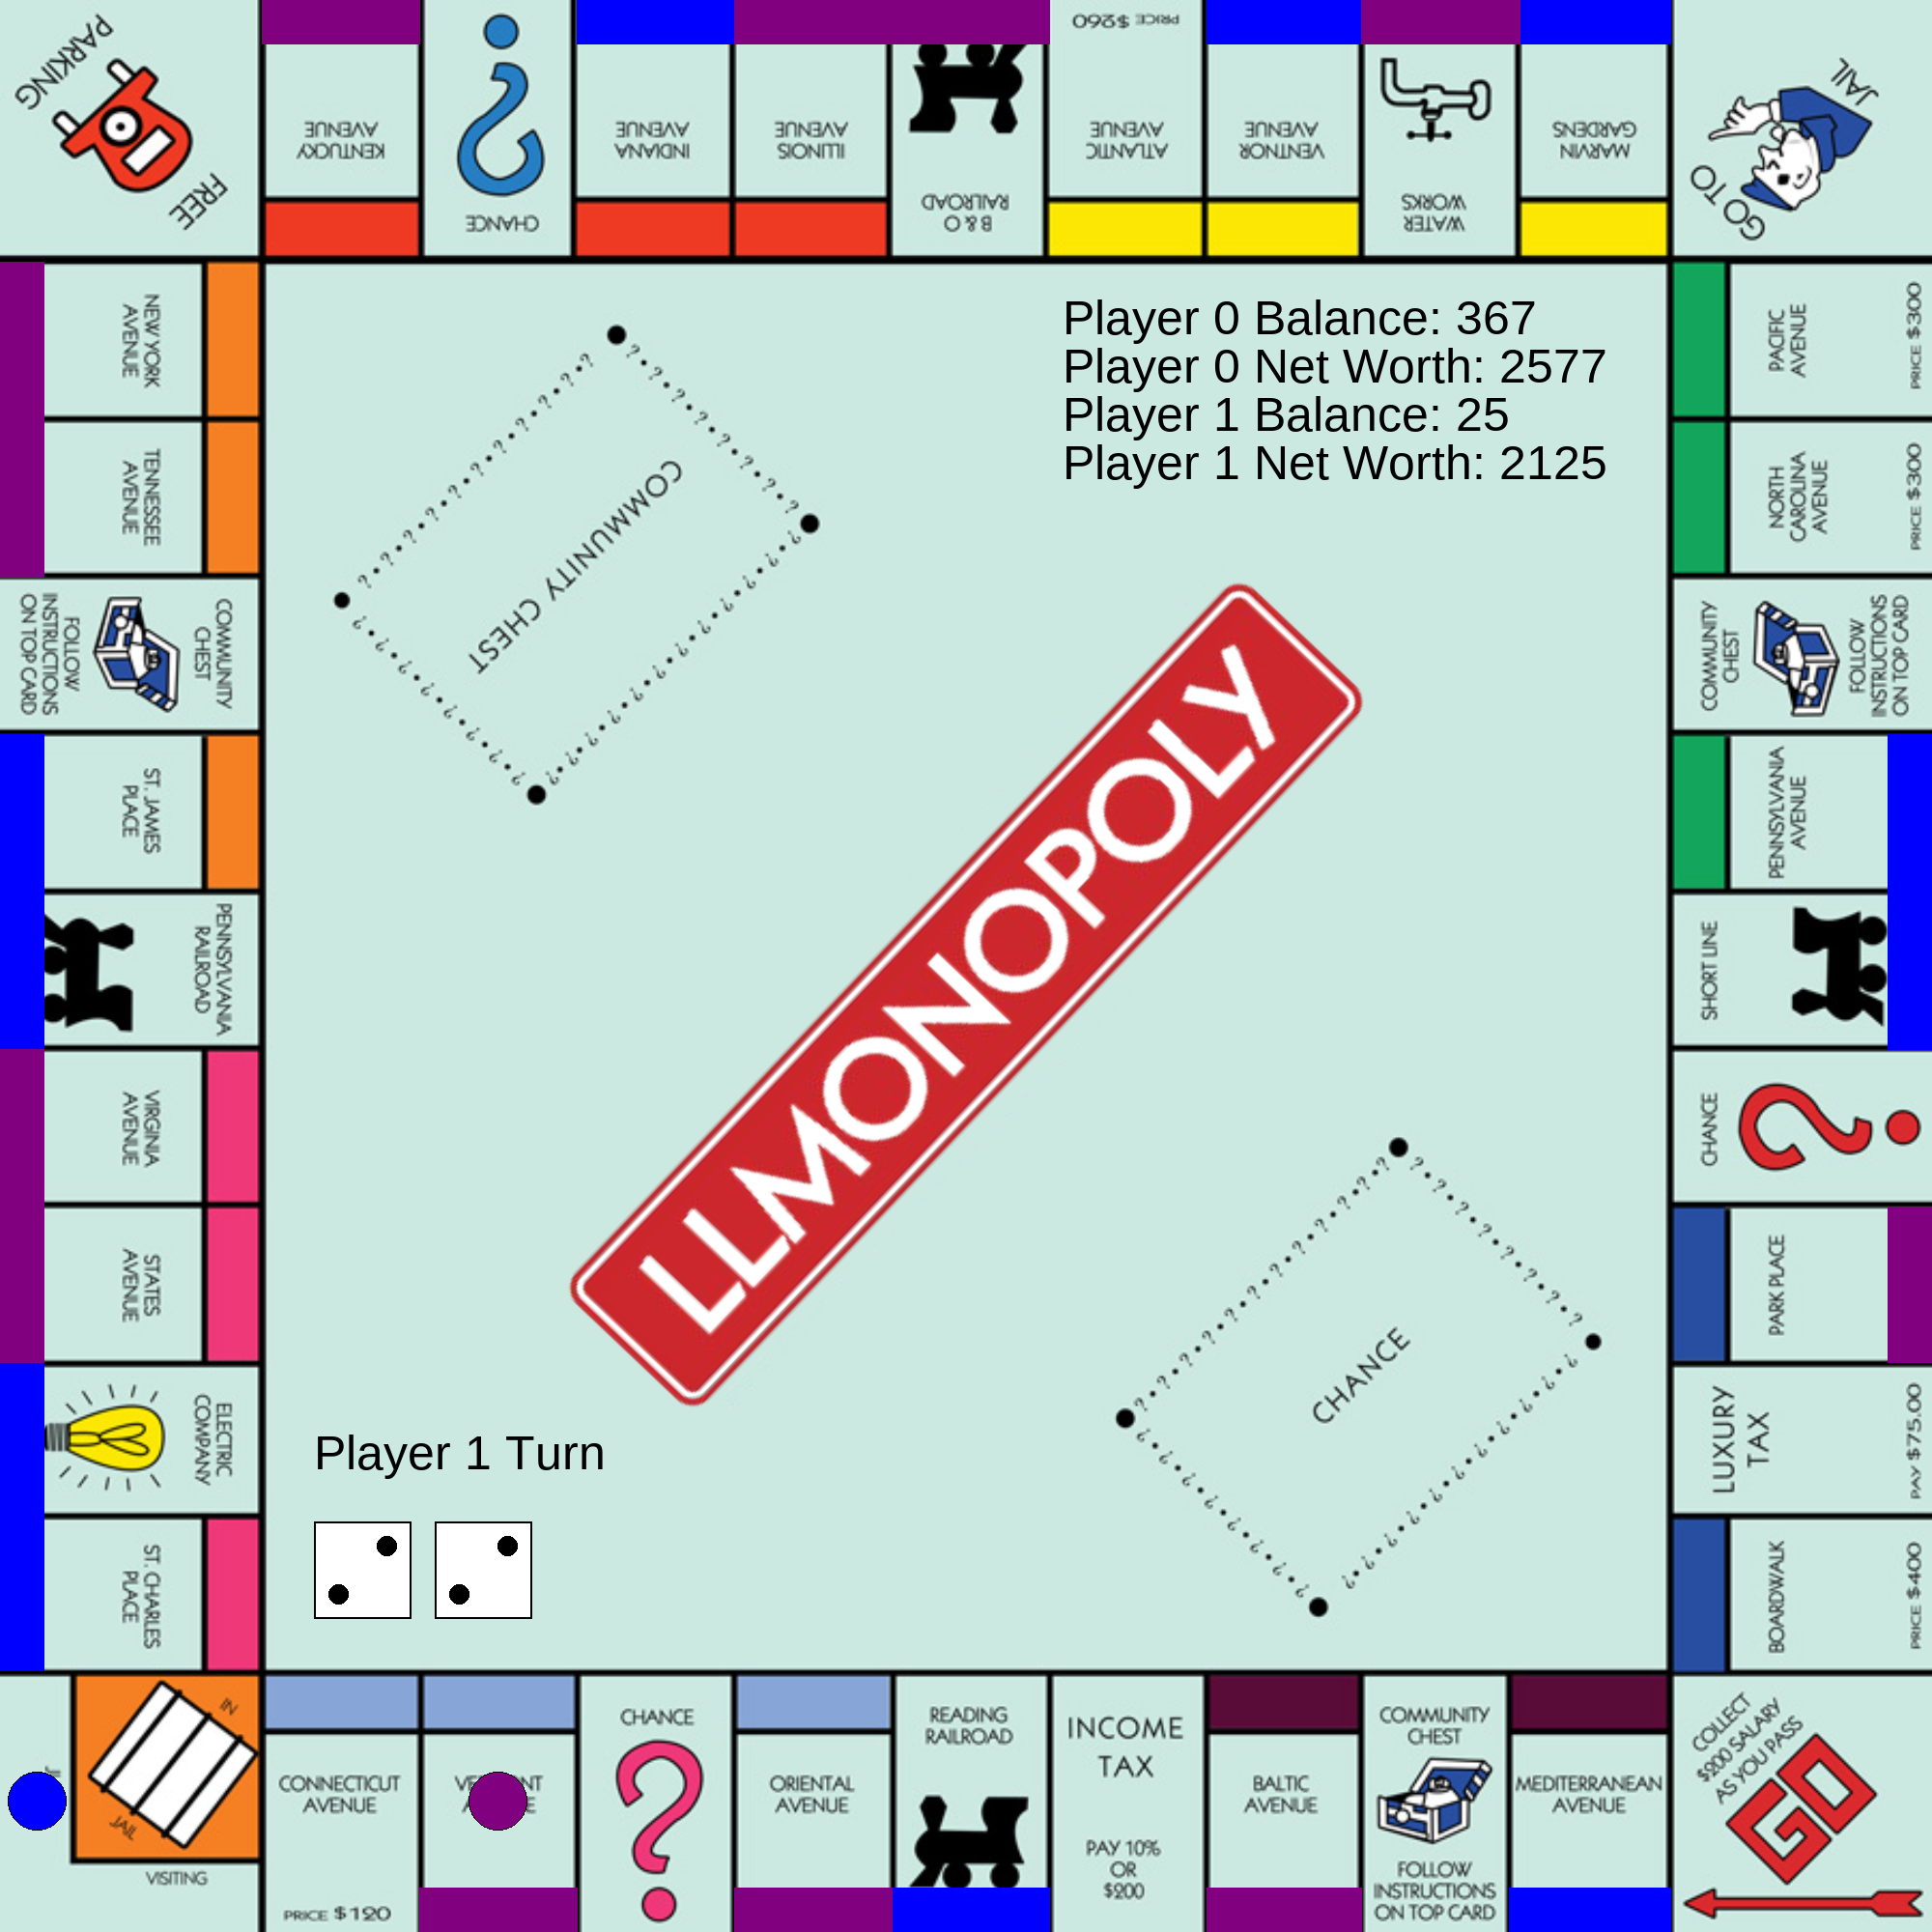 PARKING
FREE
KENTUCKY
AVENUE
CHANCE
INDIANA
AVENUE
ILLINOIS
AVENUE
B & O
RAILROAD
PRICE $260
ATLANTIC
AVENUE
VENTNOR
AVENUE
WATER
WORKS
MARVIN
GARDENS
GO TO
JAIL
NEW YORK
AVENUE
TENNESSEE
AVENUE
COMMUNITY
CHEST
FOLLOW
INSTRUCTIONS
ON TOP CARD
ST. JAMES
PLACE
PENNSYLVANIA
RAILROAD
VIRGINIA
AVENUE
STATES
AVENUE
ELECTRIC
COMPANY
ST. CHARLES
PLACE
Player 0 Balance: 367
Player 0 Net Worth: 2577
Player 1 Balance: 25
Player 1 Net Worth: 2125
COMMUNITY CHEST
LLMONOPOLY
CHANCE
Player 1 Turn
PACIFIC
AVENUE
PRICE $300
NORTH
CAROLINA
AVENUE
PRICE $300
COMMUNITY
CHEST
FOLLOW
INSTRUCTIONS
ON TOP CARD
PENNSYLVANIA
AVENUE
SHORT LINE
CHANCE
PARK PLACE
LUXURY
TAX
PAY $75.00
BOARDWALK
PRICE $400
IN
JAIL
VISITING
CONNECTICUT
AVENUE
PRICE $120
CHANCE
ORIENTAL
AVENUE
READING
RAILROAD
INCOME
TAX
PAY 10%
OR
$200
BALTIC
AVENUE
COMMUNITY
CHEST
FOLLOW
INSTRUCTIONS
ON TOP CARD
MEDITERRANEAN
AVENUE
COLLECT
$200 SALARY
AS YOU PASS
GO